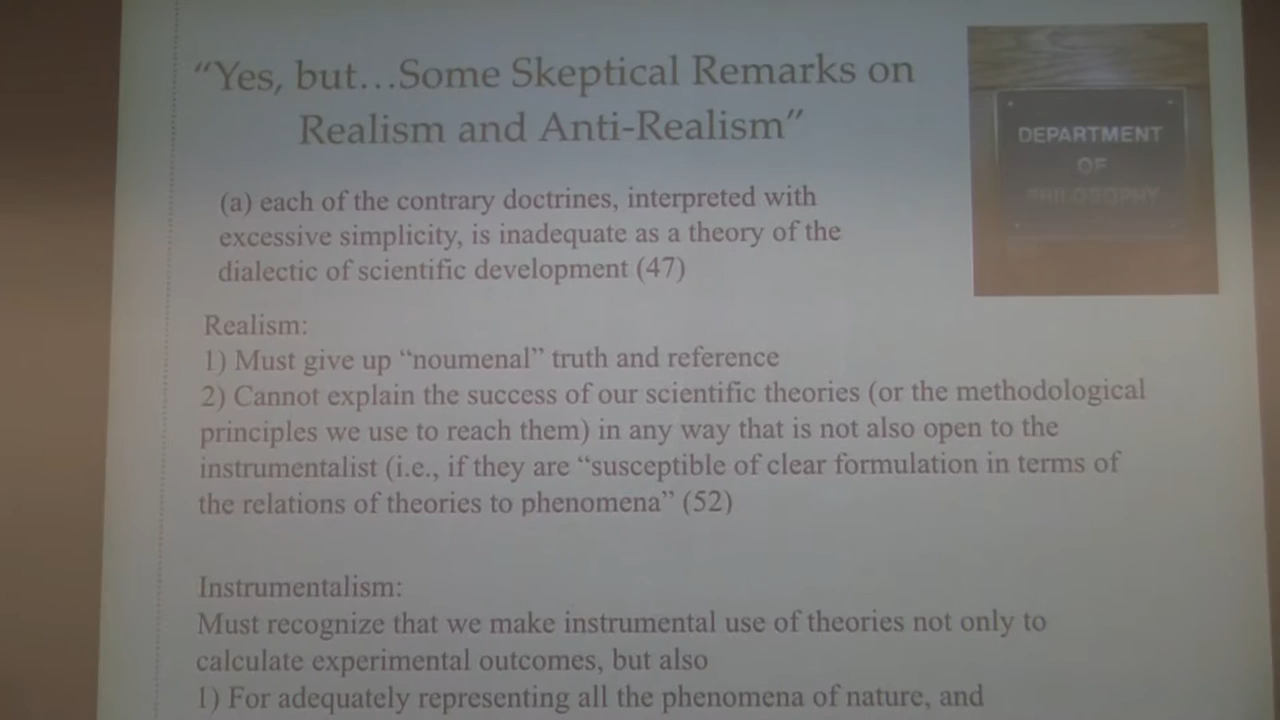 “Yes, but…Some Skeptical Remarks on
Realism and Anti-Realism”
DEPARTMENT
OF
PHILOSOPHY
(a) each of the contrary doctrines, interpreted with
excessive simplicity, is inadequate as a theory of the
dialectic of scientific development (47)
Realism:
1) Must give up “noumenal” truth and reference
2) Cannot explain the success of our scientific theories (or the methodological
principles we use to reach them) in any way that is not also open to the
instrumentalist (i.e., if they are “susceptible of clear formulation in terms of
the relations of theories to phenomena” (52)
Instrumentalism:
Must recognize that we make instrumental use of theories not only to
calculate experimental outcomes, but also
1) For adequately representing all the phenomena of nature, and